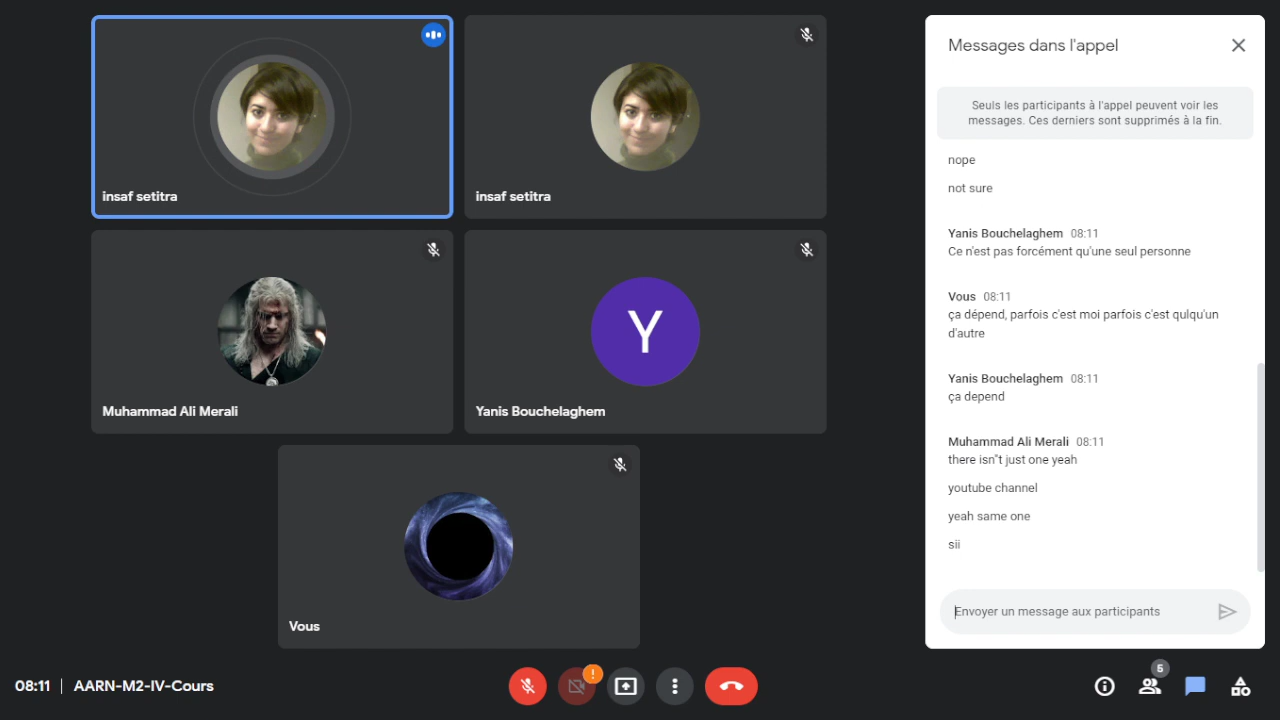 insaf setitra
insaf setitra
Muhammad Ali Merali
Y
Yanis Bouchelaghem
Vous
08:11 | AARN-M2-IV-Cours
!
5
Messages dans l'appel
Seuls les participants à l'appel peuvent voir les
messages. Ces derniers sont supprimés à la fin.
nope
not sure
Yanis Bouchelaghem 08:11
Ce n'est pas forcément qu'une seul personne
Vous 08:11
ça dépend, parfois c'est moi parfois c'est qulqu'un
d'autre
Yanis Bouchelaghem 08:11
ça depend
Muhammad Ali Merali 08:11
there isn"t just one yeah
youtube channel
yeah same one
sii
Envoyer un message aux participants